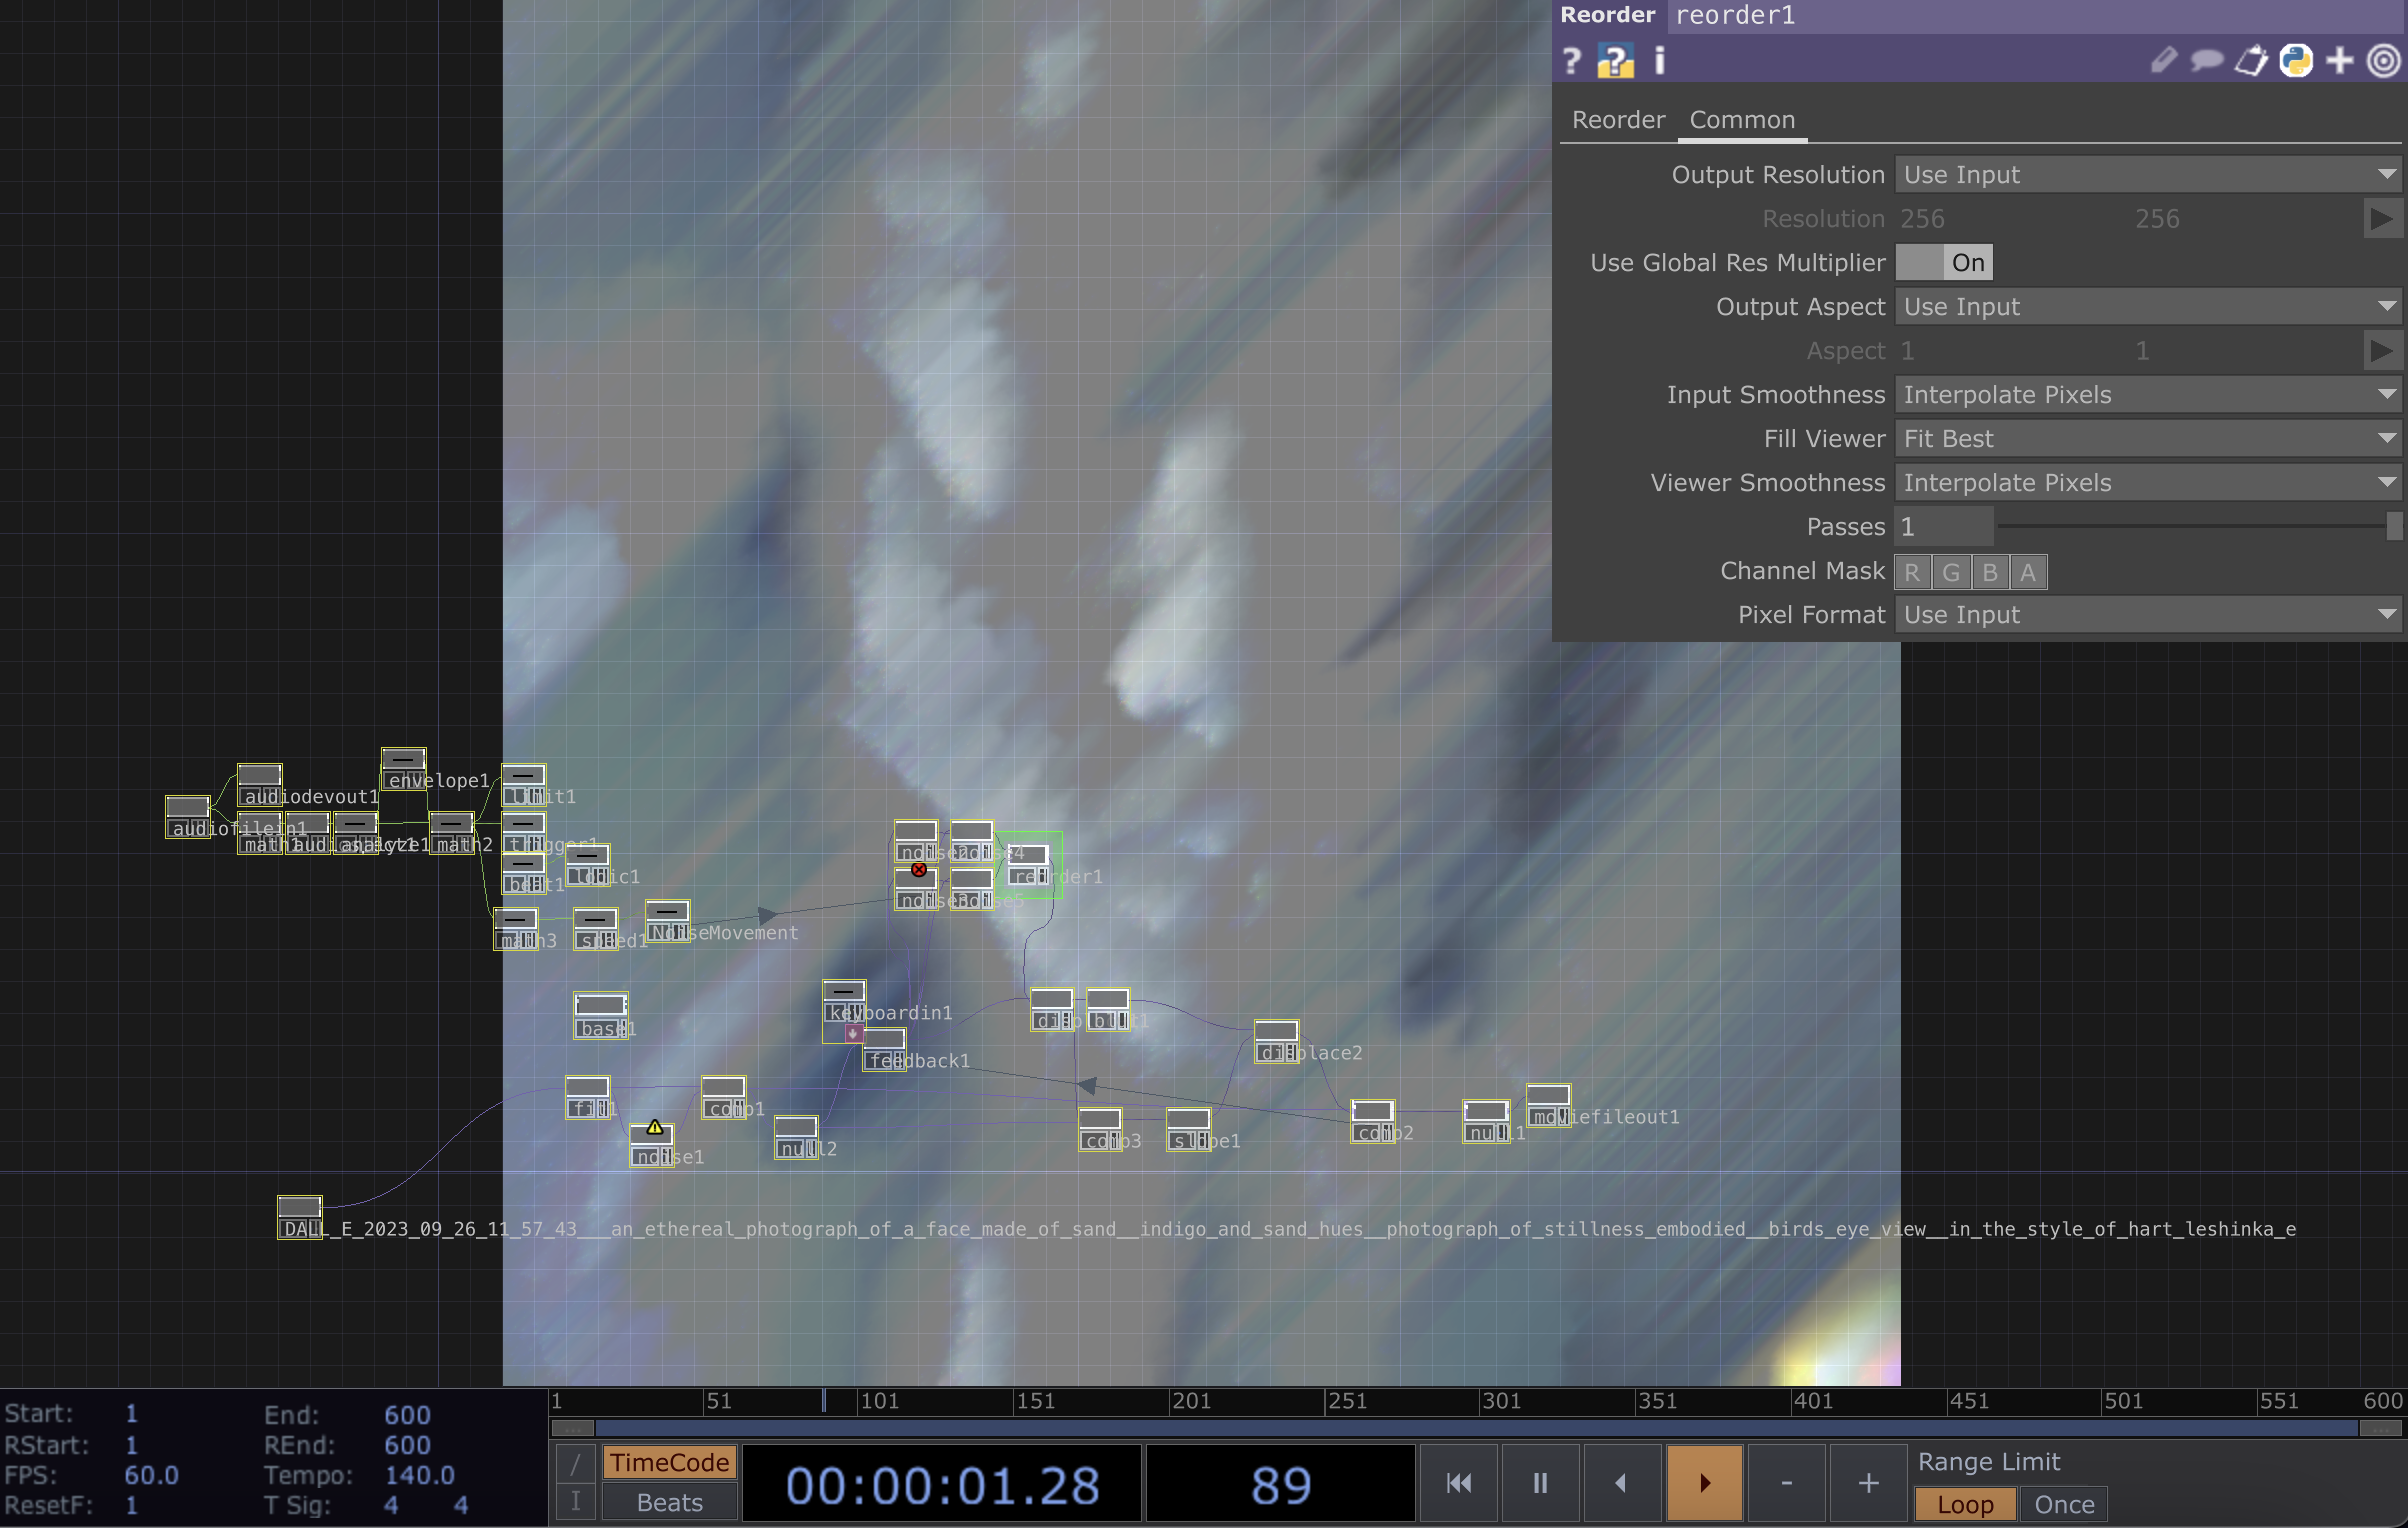 Reorder reorder1
Reorder Common
Output Resolution Use Input
Resolution 256 256
Use Global Res Multiplier On
Output Aspect Use Input
Aspect 1 1
Input Smoothness Interpolate Pixels
Fill Viewer Fit Best
Viewer Smoothness Interpolate Pixels
Passes 1
Channel Mask R G B A
Pixel Format Use Input
envelope1
audiodevout1
limit1
audiofilein1
math1
math2
trigger1
noise4
beat1
logic1
reorder1
noise3
noise5
NoiseMovement
math3
speed1
keyboardin1
base1
blur1
displace2
feedback1
fit1
comp1
moviefileout1
null1
comp2
comp3
slope1
null2
noise1
DALL_E_2023_09_26_11_57_43___an_ethereal_photograph_of_a_face_made_of_sand__indigo_and_sand_hues__photograph_of_stillness_embodied__birds_eye_view__in_the_style_of_hart_leshinka_e
1 51 101 151 201 251 301 351 401 451 501 551 600
Start: 1 End: 600
RStart: 1 REnd: 600
FPS: 60.0 Tempo: 140.0
ResetF: 1 T Sig: 4 4
TimeCode
Beats
00:00:01.28
89
Range Limit
Loop Once